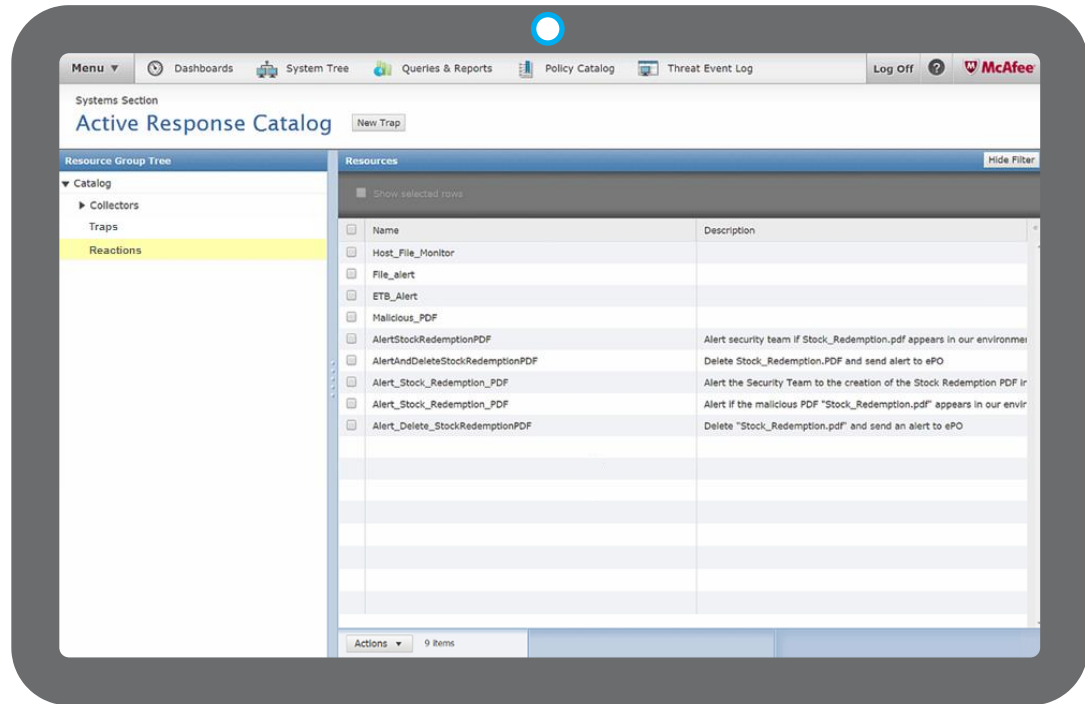 Menu ▼ Dashboards System Tree Queries & Reports Policy Catalog Threat Event Log Log Off ? McAfee
Systems Section
Active Response Catalog New Trap
Resource Group Tree Resources Hide Filter
▼ Catalog
Show selected rows
▶ Collectors
Traps
Reactions
Name Description
Host_File_Monitor
File_alert
ETB_Alert
Malicious_PDF
AlertStockRedemptionPDF Alert security team if Stock_Redemption.pdf appears in our environme
AlertAndDeleteStockRedemptionPDF Delete Stock_Redemption.PDF and send alert to ePO
Alert_Stock_Redemption_PDF Alert the Security Team to the creation of the Stock Redemption PDF ir
Alert_Stock_Redemption_PDF Alert if the malicious PDF "Stock_Redemption.pdf" appears in our envir
Alert_Delete_StockRedemptionPDF Delete "Stock_Redemption.pdf" and send an alert to ePO
Actions ▼ 9 items